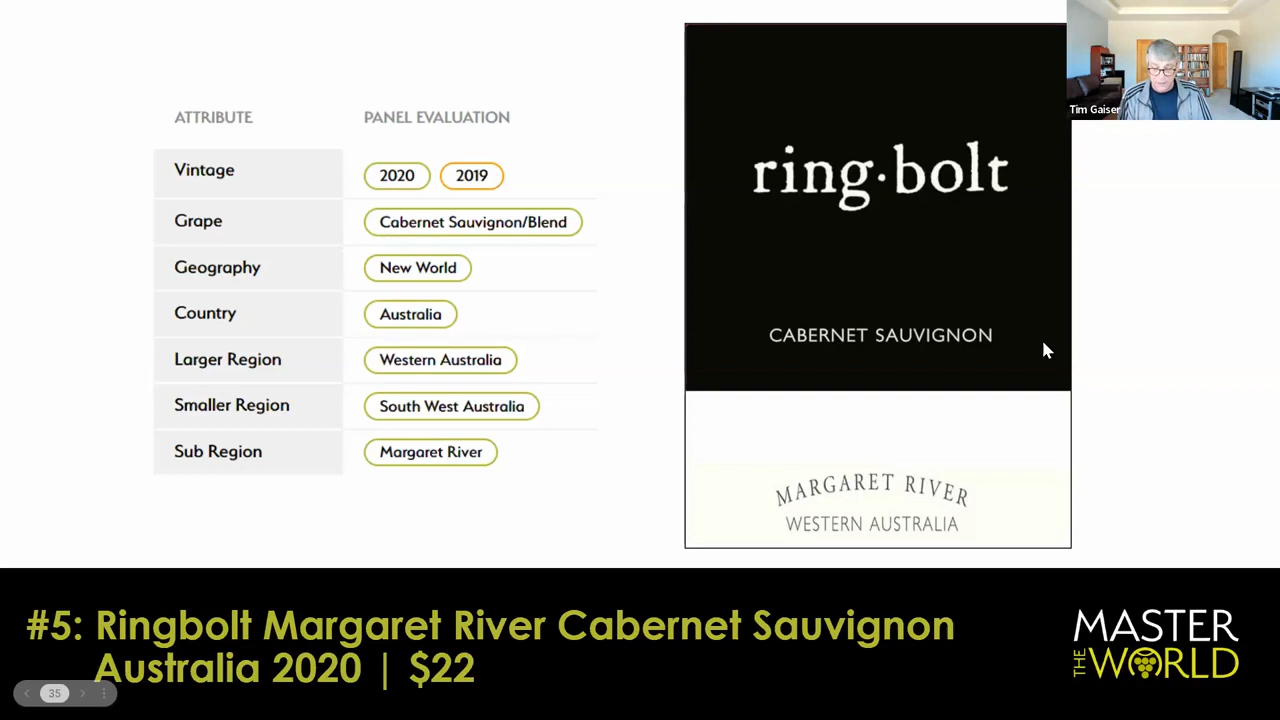 ATTRIBUTE PANEL EVALUATION
Vintage 2020 2019
Grape Cabernet Sauvignon/Blend
Geography New World
Country Australia
Larger Region Western Australia
Smaller Region South West Australia
Sub Region Margaret River
ring·bolt
CABERNET SAUVIGNON
MARGARET RIVER
WESTERN AUSTRALIA
Tim Gaiser
#5: Ringbolt Margaret River Cabernet Sauvignon
Australia 2020 | $22
35
MASTER
THE WORLD